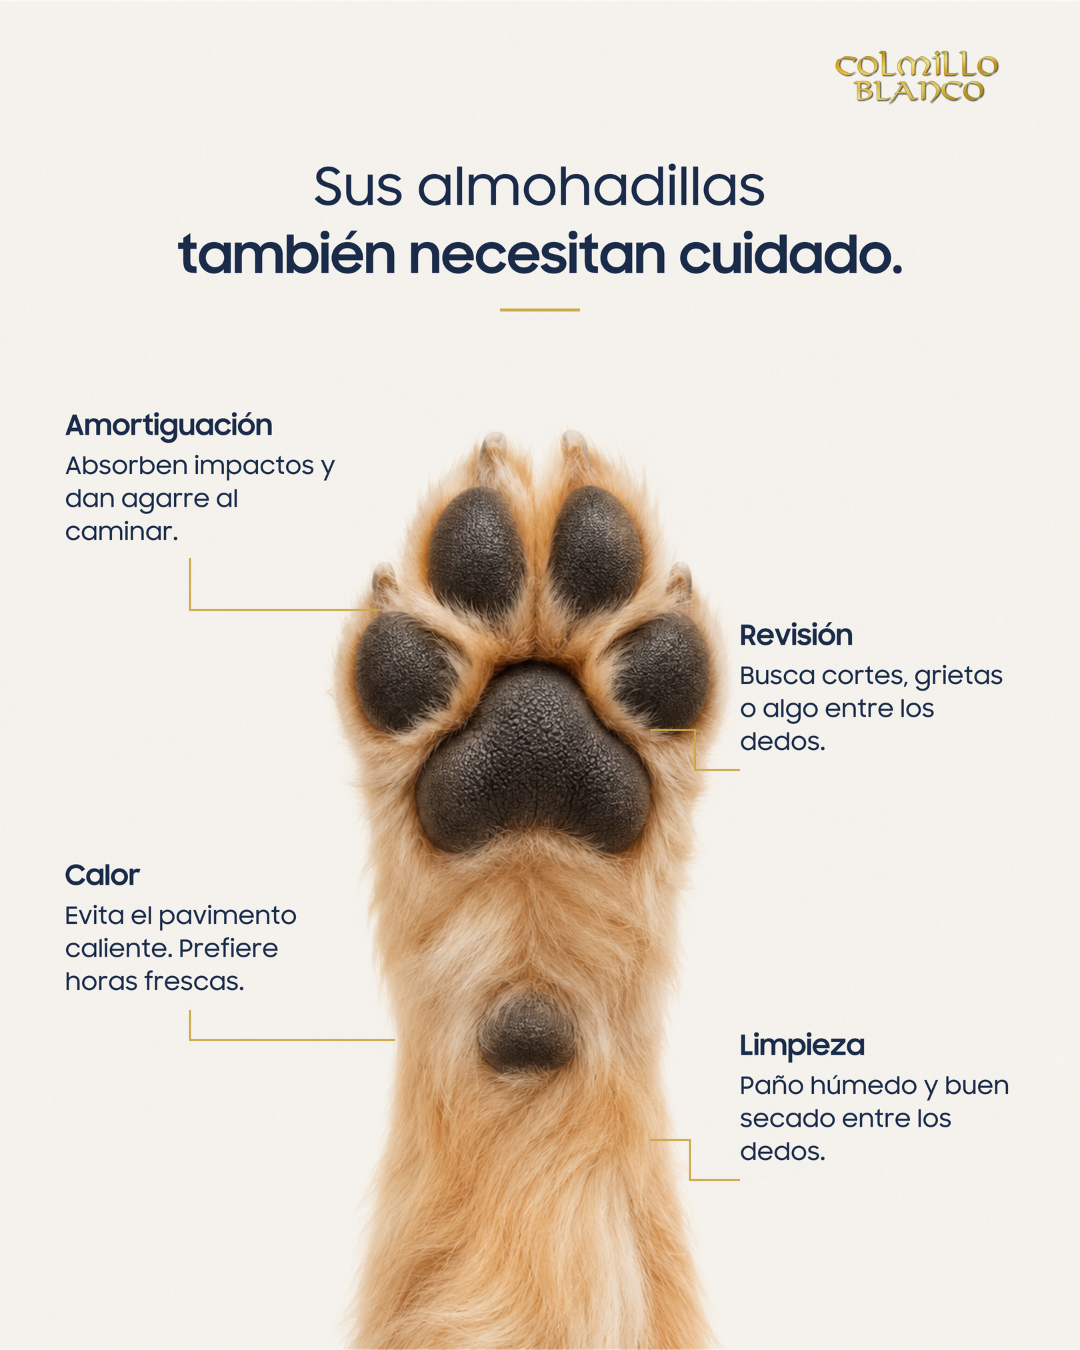 COLMILLO
BLANCO
Sus almohadillas
también necesitan cuidado.
Amortiguación
Absorben impactos y
dan agarre al
caminar.
Revisión
Busca cortes, grietas
o algo entre los
dedos.
Calor
Evita el pavimento
caliente. Prefiere
horas frescas.
Limpieza
Paño húmedo y buen
secado entre los
dedos.